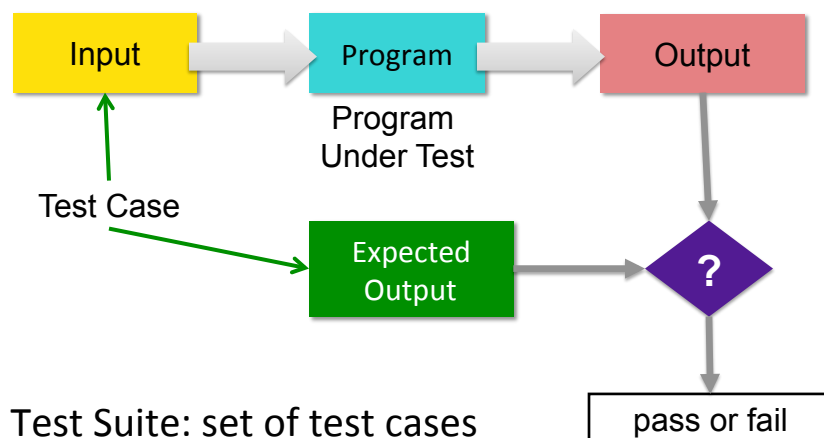 Input
Program
Output
Program
Under Test
Test Case
Expected
Output
?
Test Suite: set of test cases
pass or fail